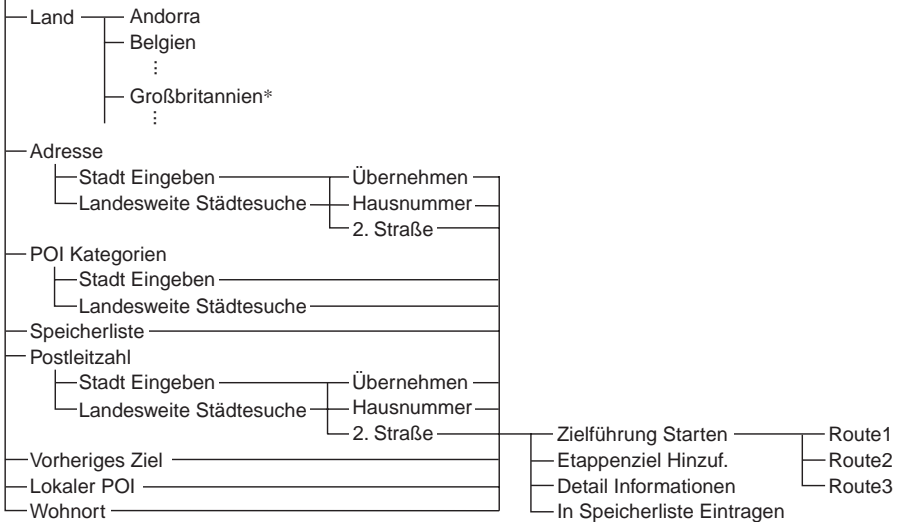 Land Andorra
Belgien
⋮
Großbritannien*
⋮
Adresse
Stadt Eingeben Übernehmen
Landesweite Städtesuche Hausnummer
2. Straße
POI Kategorien
Stadt Eingeben
Landesweite Städtesuche
Speicherliste
Postleitzahl
Stadt Eingeben Übernehmen
Landesweite Städtesuche Hausnummer
2. Straße Zielführung Starten Route1
Vorheriges Ziel Etappenziel Hinzuf. Route2
Lokaler POI Detail Informationen Route3
Wohnort In Speicherliste Eintragen